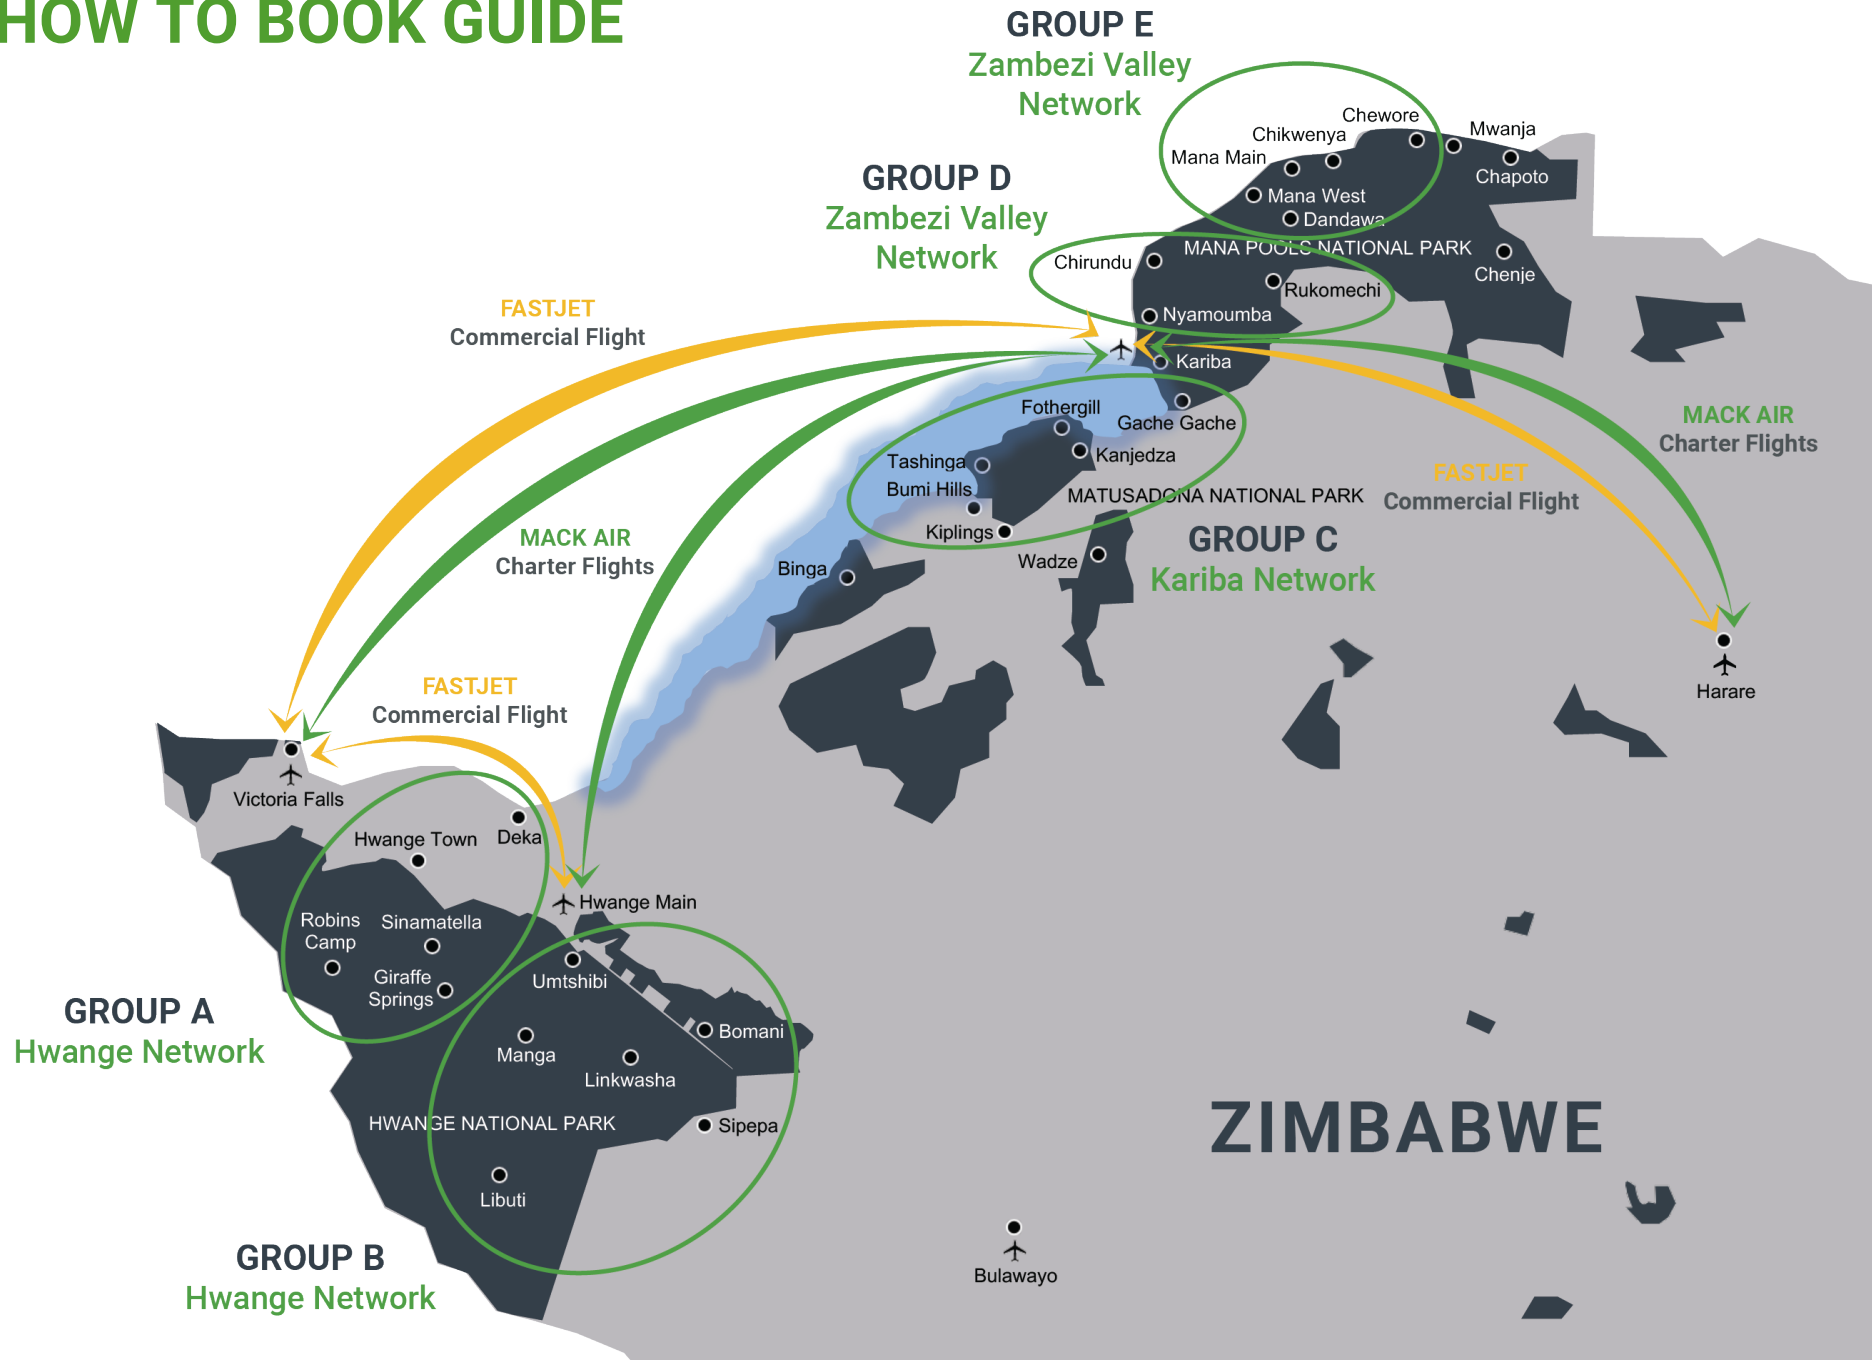 HOW TO BOOK GUIDE
GROUP E
Zambezi Valley
Network
Chewore
Mwanja
Chikwenya
Mana Main
Chapoto
GROUP D
Zambezi Valley
Network
Mana West
Dandawa
MANA POOLS NATIONAL PARK
Chirundu
Chenje
Rukomechi
Nyamoumba
FASTJET
Commercial Flight
Kariba
Fothergill
Gache Gache
MACK AIR
Charter Flights
Tashinga
Kanjedza
Bumi Hills
MATUSADONA NATIONAL PARK
FASTJET
Commercial Flight
Kiplings
GROUP C
Kariba Network
MACK AIR
Charter Flights
Wadze
Binga
Harare
FASTJET
Commercial Flight
Victoria Falls
Hwange Town
Deka
Hwange Main
Robins
Camp
Sinamatella
Giraffe
Springs
Umtshibi
GROUP A
Hwange Network
Bomani
Manga
Linkwasha
HWANGE NATIONAL PARK
Sipepa
ZIMBABWE
Libuti
GROUP B
Hwange Network
Bulawayo